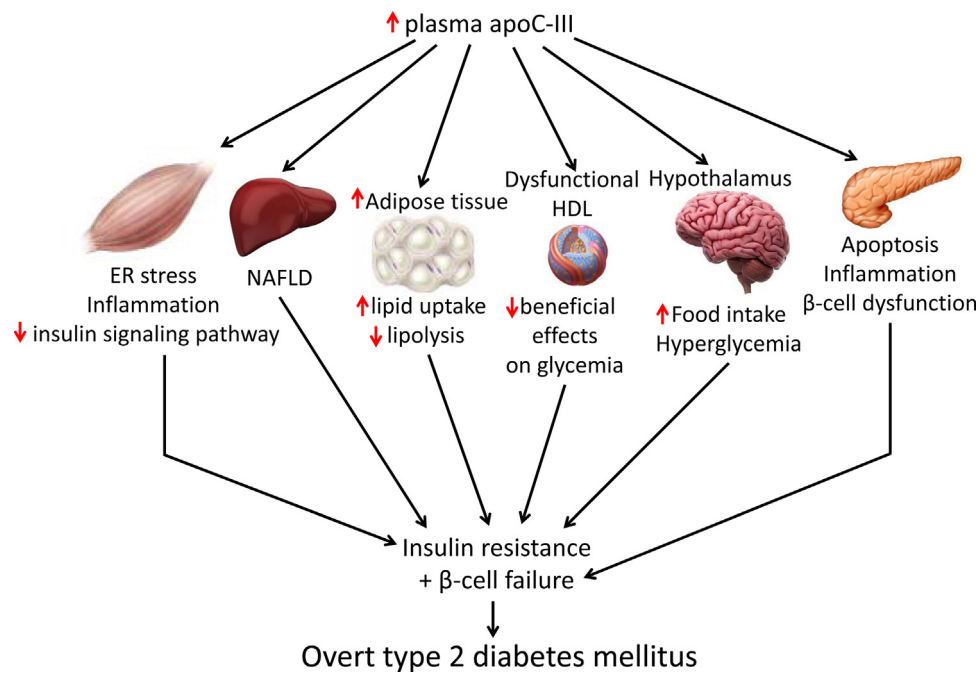 ↑ plasma apoC-III
ER stress
Inflammation
↓ insulin signaling pathway
NAFLD
↑Adipose tissue
↑lipid uptake
↓ lipolysis
Dysfunctional
HDL
↓beneficial
effects
on glycemia
Hypothalamus
↑Food intake
Hyperglycemia
Apoptosis
Inflammation
β-cell dysfunction
Insulin resistance
+ β-cell failure
Overt type 2 diabetes mellitus